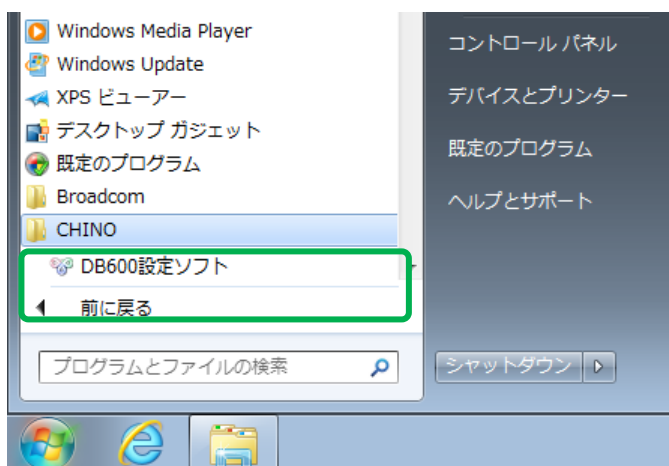 Windows Media Player
Windows Update
XPS ビューアー
デスクトップ ガジェット
既定のプログラム
Broadcom
CHINO
DB600設定ソフト
前に戻る
プログラムとファイルの検索
コントロール パネル
デバイスとプリンター
既定のプログラム
ヘルプとサポート
シャットダウン